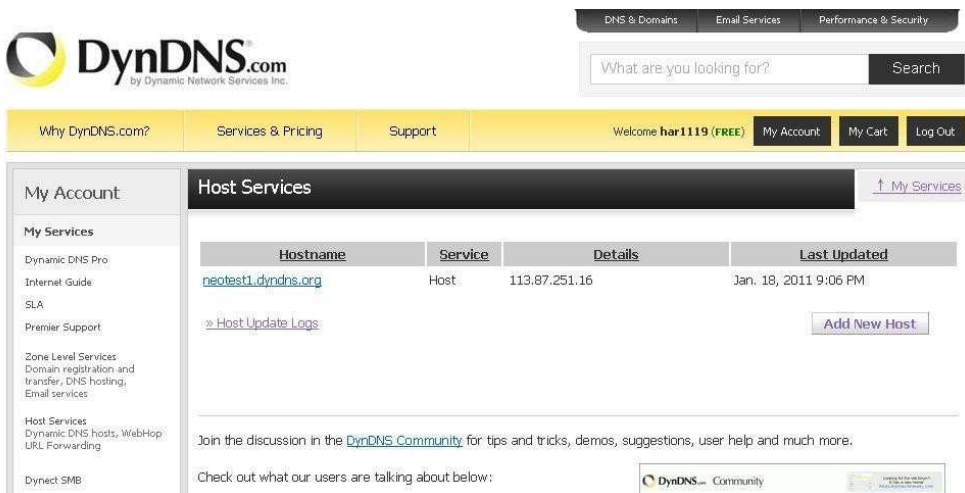 DNS & Domains Email Services Performance & Security
DynDNS.com
by Dynamic Network Services Inc.
What are you looking for? Search
Why DynDNS.com? Services & Pricing Support Welcome har1119 (FREE) My Account My Cart Log Out
My Account
Host Services
↑ My Services
My Services
Hostname Service Details Last Updated
Dynamic DNS Pro
neotest1.dyndns.org Host 113.87.251.16 Jan. 18, 2011 9:06 PM
Internet Guide
SLA
» Host Update Logs Add New Host
Premier Support
Zone Level Services
Domain registration and
transfer, DNS hosting,
Email services
Host Services
Dynamic DNS hosts, WebHop
URL Forwarding
Join the discussion in the DynDNS Community for tips and tricks, demos, suggestions, user help and much more.
Dynect SMB
Check out what our users are talking about below:
DynDNS Community